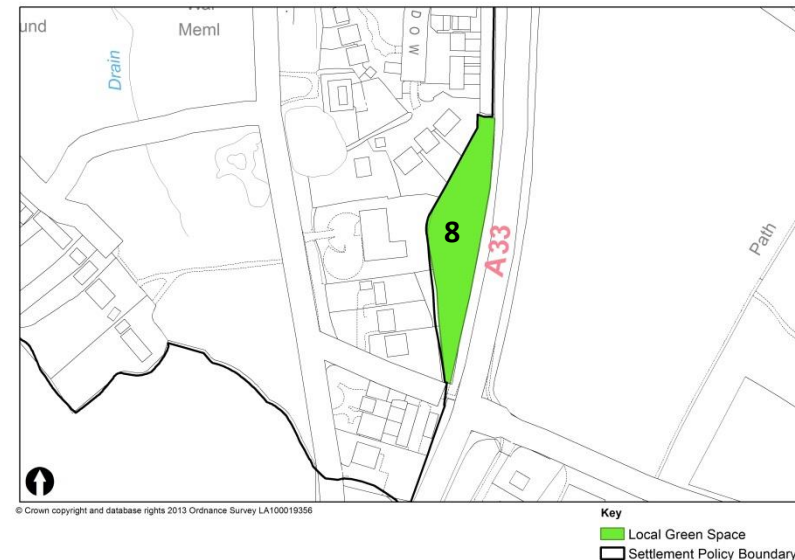 und
Meml
Drain
DOW
8
A33
Path
© Crown copyright and database rights 2013 Ordnance Survey LA100019356
Key
Local Green Space
Settlement Policy Boundary